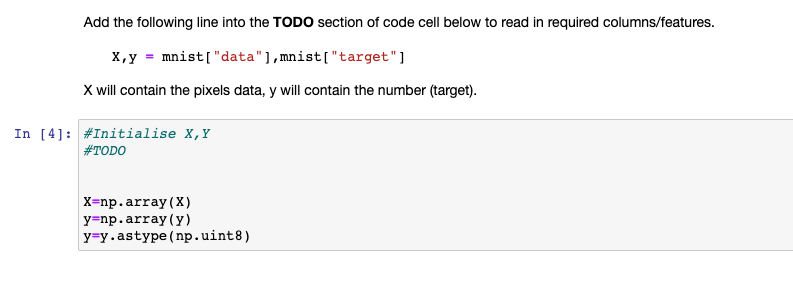 Add the following line into the TODO section of code cell below to read in required columns/features.
X,y = mnist["data"],mnist["target"]
X will contain the pixels data, y will contain the number (target).
In [4]: #Initialise X,Y
#TODO
X=np.array(X)
y=np.array(y)
y=y.astype(np.uint8)